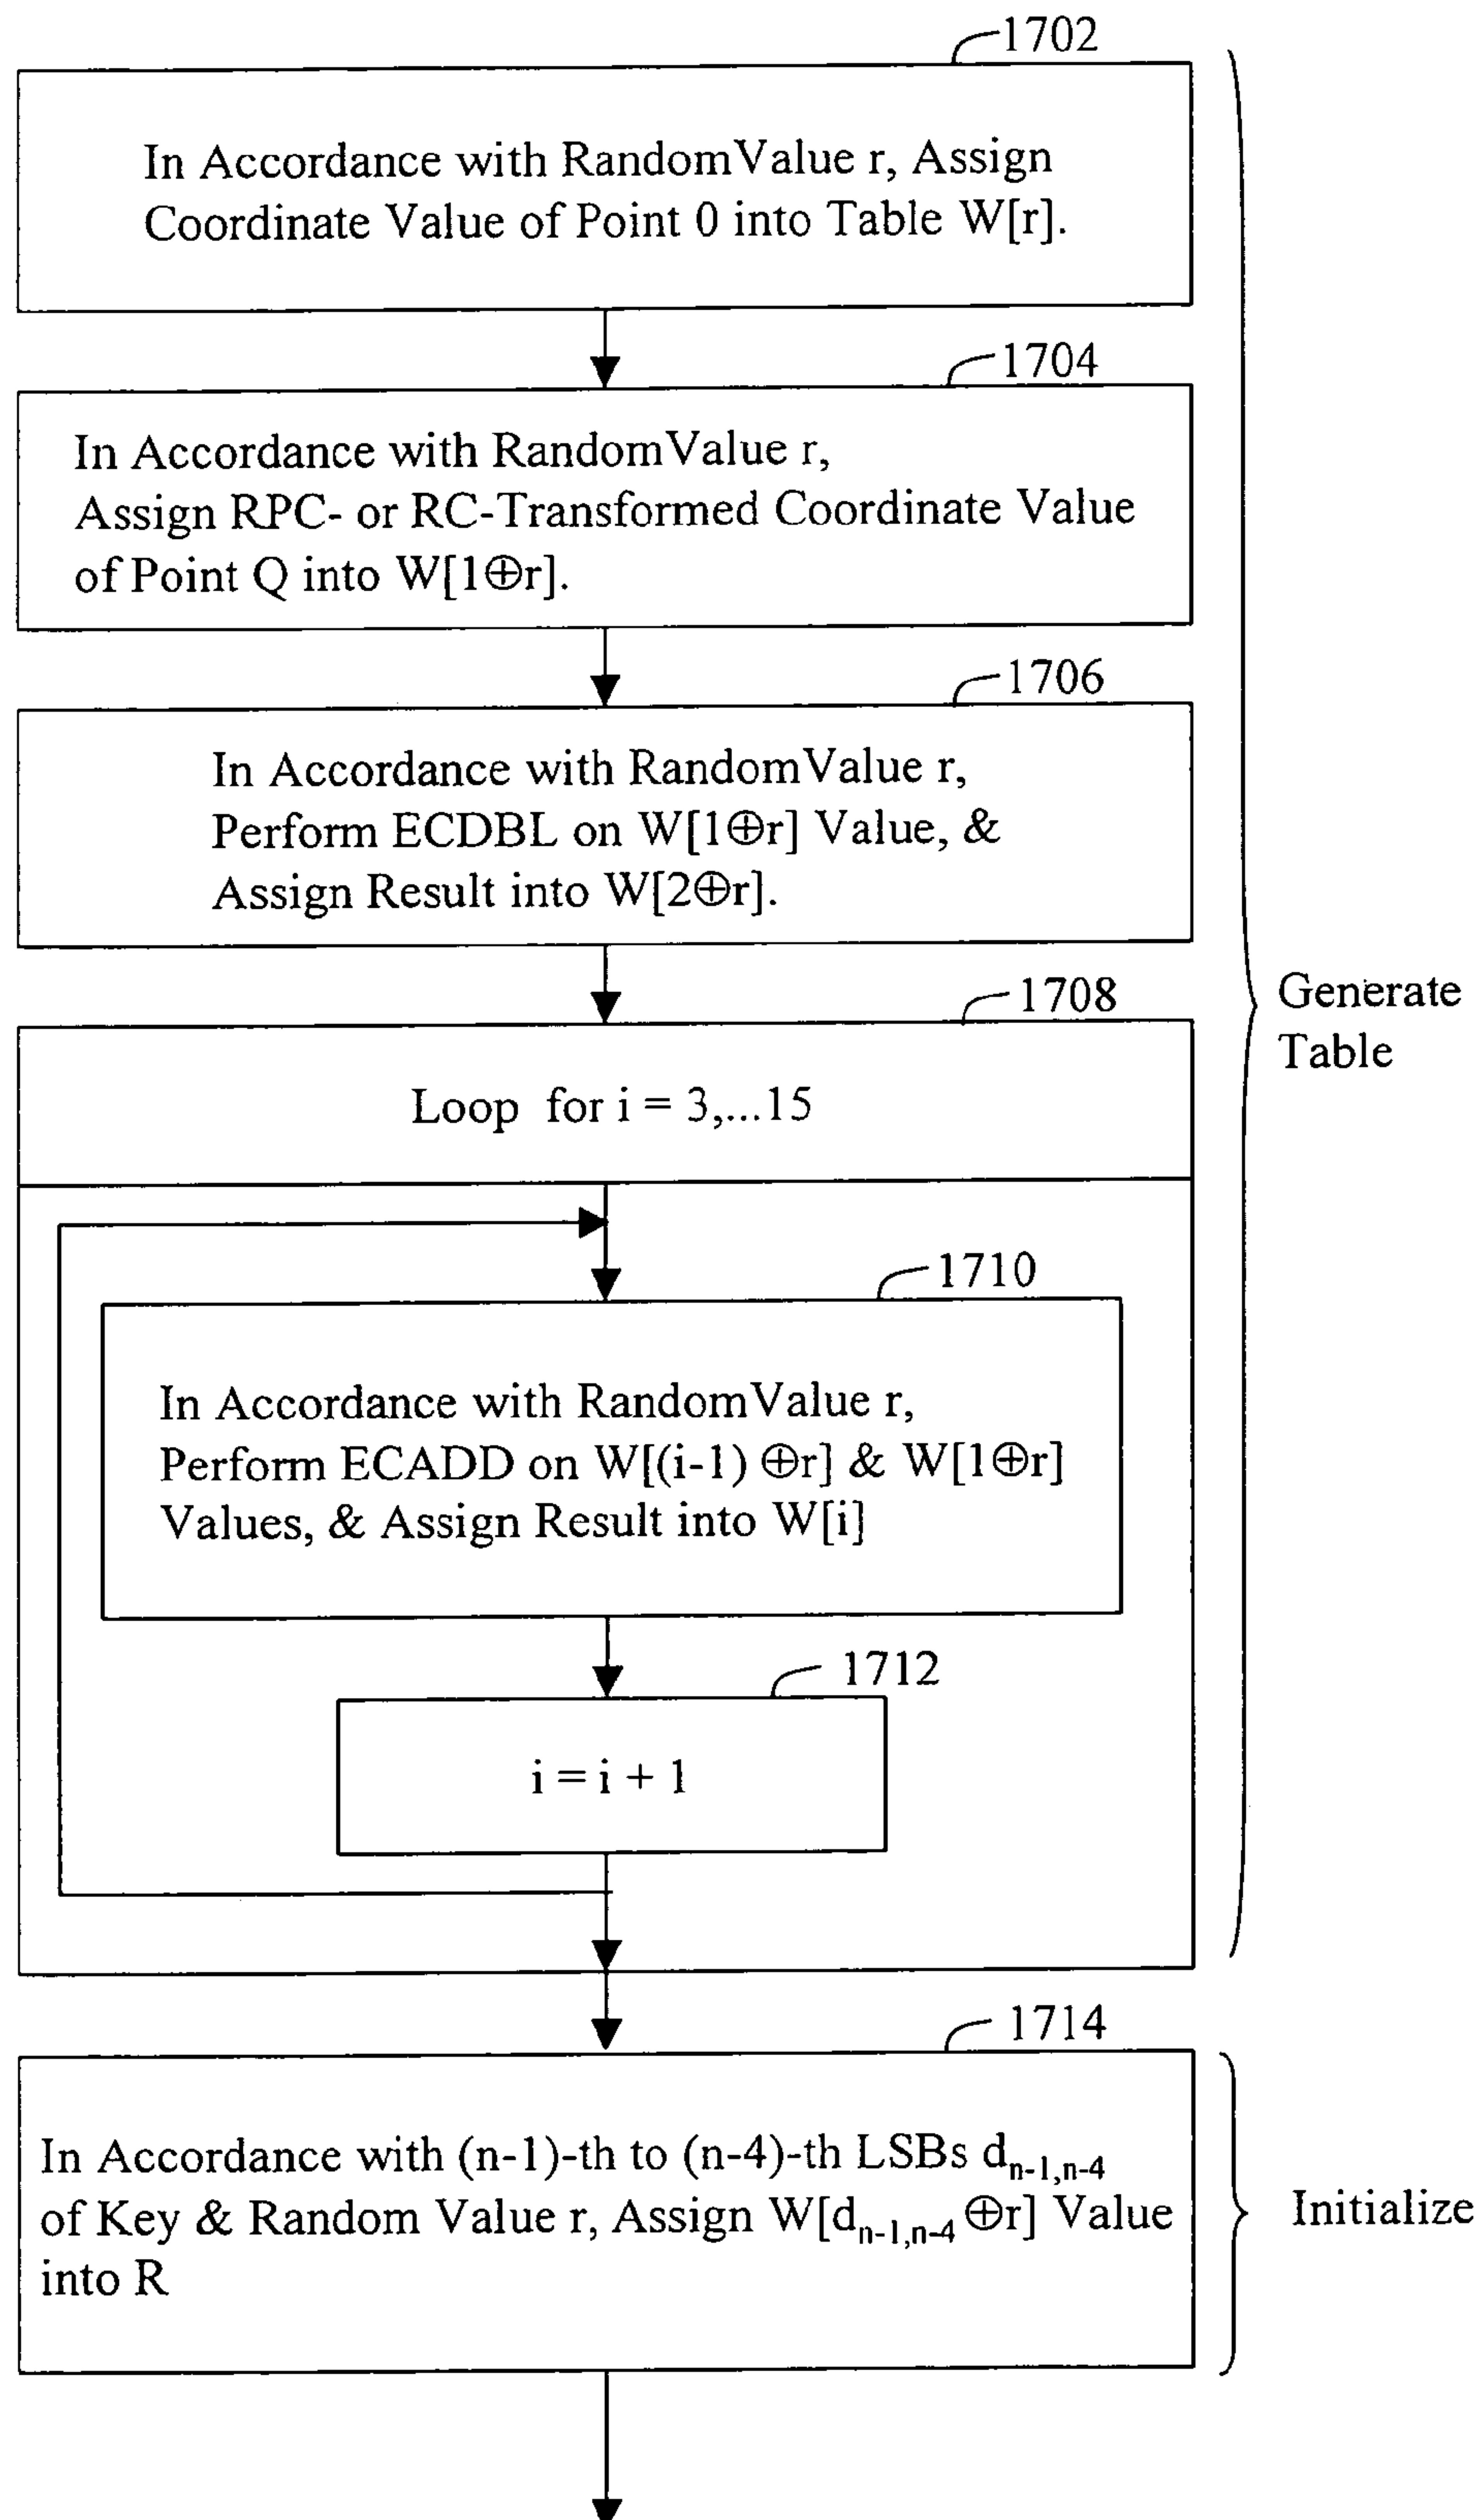 1702
In Accordance with RandomValue r, Assign
Coordinate Value of Point 0 into Table W[r].
1704
In Accordance with RandomValue r,
Assign RPC- or RC-Transformed Coordinate Value
of Point Q into W[1⊕r].
1706
In Accordance with RandomValue r,
Perform ECDBL on W[1⊕r] Value, &
Assign Result into W[2⊕r].
1708
Generate
Table
Loop for i = 3,...15
1710
In Accordance with RandomValue r,
Perform ECADD on W[(i-1) ⊕r] & W[1⊕r]
Values, & Assign Result into W[i]
1712
i = i + 1
1714
In Accordance with (n-1)-th to (n-4)-th LSBs d_{n-1,n-4}
of Key & Random Value r, Assign W[d_{n-1,n-4} ⊕r] Value
into R
Initialize